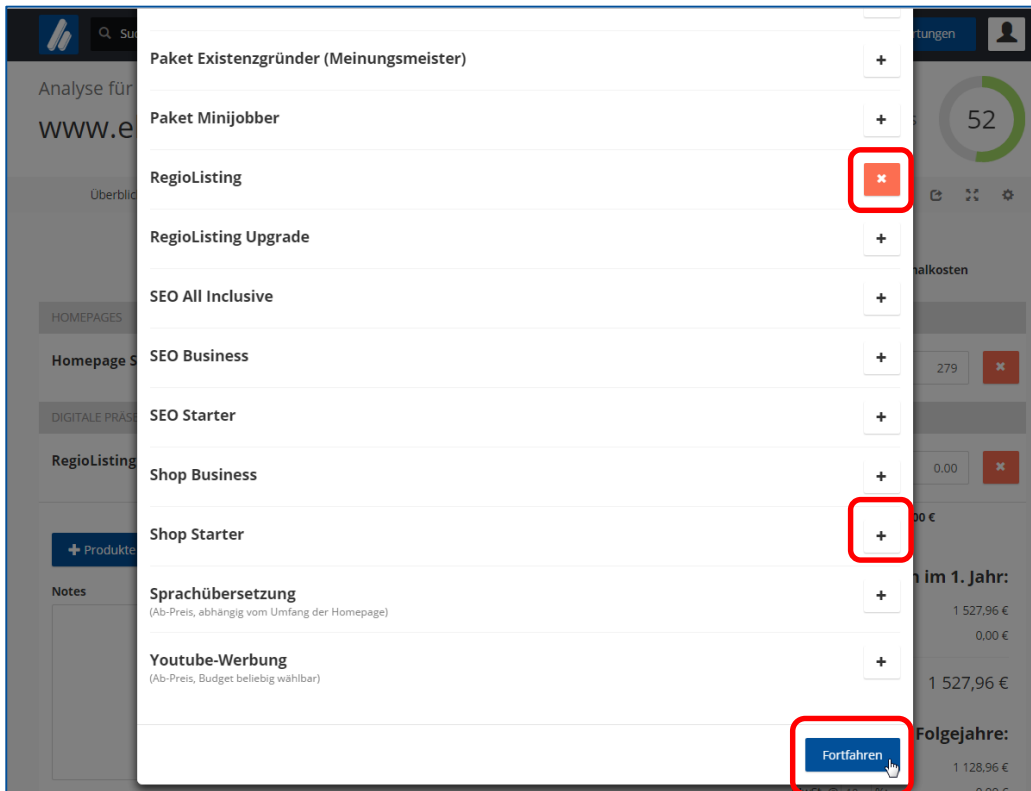 Su
rtungen
Analyse für
www.e
52
Überblic
nalkosten
HOMEPAGES
Homepage S
279
DIGITALE PRÄSE
RegioListing
0.00
00 €
Produkte
Notes
n im 1. Jahr:
1 527,96 €
0,00 €
1 527,96 €
Folgejahre:
1 128,96 €
Paket Existenzgründer (Meinungsmeister)
Paket Minijobber
RegioListing
RegioListing Upgrade
SEO All Inclusive
SEO Business
SEO Starter
Shop Business
Shop Starter
Sprachübersetzung
(Ab-Preis, abhängig vom Umfang der Homepage)
Youtube-Werbung
(Ab-Preis, Budget beliebig wählbar)
Fortfahren